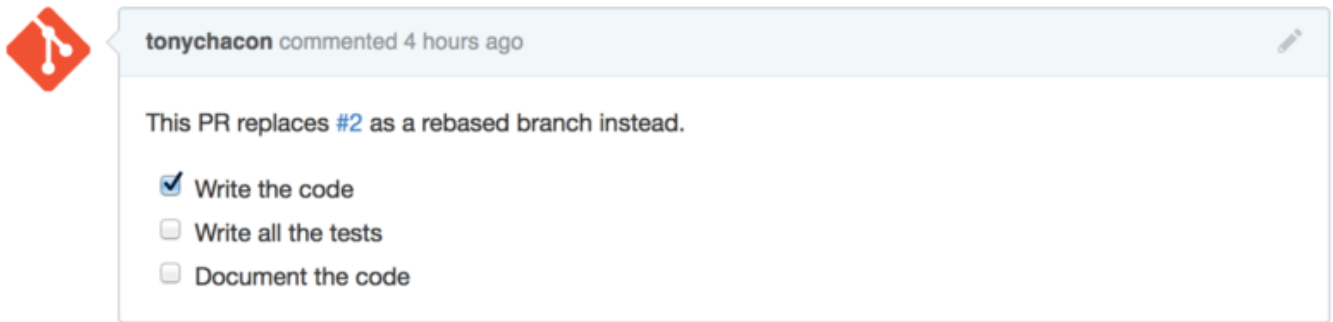 tonychacon commented 4 hours ago
This PR replaces #2 as a rebased branch instead.
Write the code
Write all the tests
Document the code